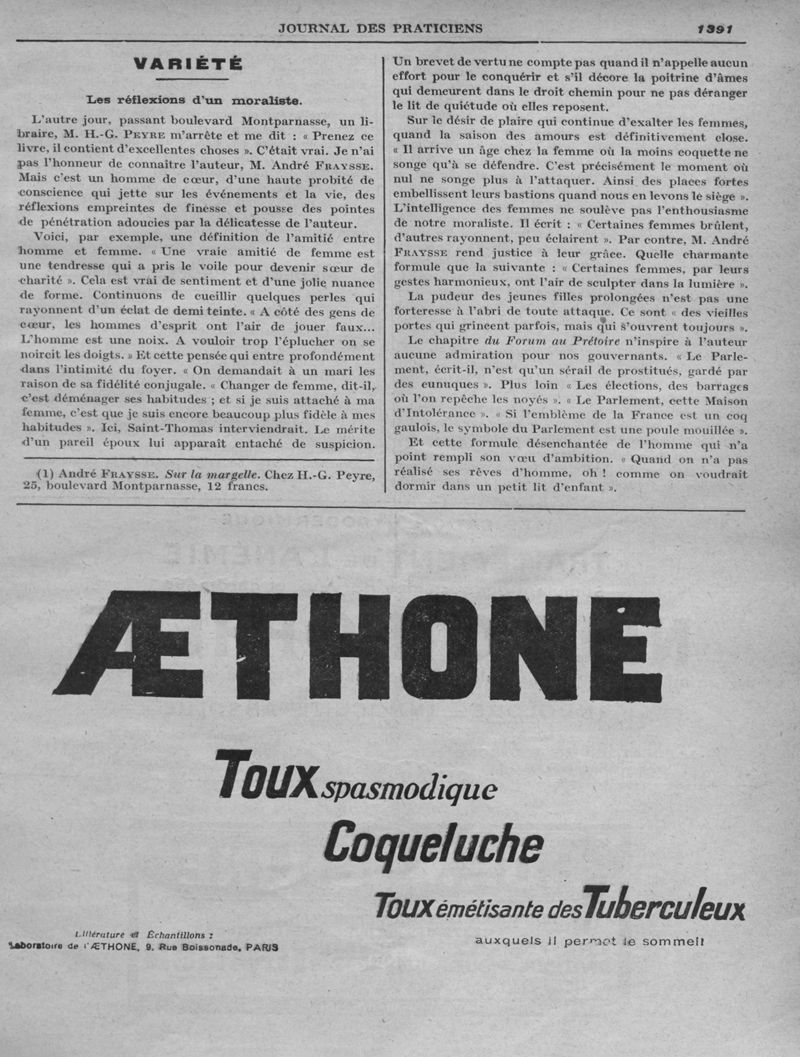 JOURNAL DES PRATICIENS 1391
VARIÉTÉ
Les réflexions d'un moraliste.
L'autre jour, passant boulevard Montparnasse, un li-
braire, M. H.-G. PEYRE m'arrête et me dit : « Prenez ce
livre, il contient d'excellentes choses ». C'était vrai. Je n'ai
pas l'honneur de connaître l'auteur, M. André FRAYSSE.
Mais c'est un homme de cœur, d'une haute probité de
conscience qui jette sur les événements et la vie, des
réflexions empreintes de finesse et pousse des pointes
de pénétration adoucies par la délicatesse de l'auteur.
Voici, par exemple, une définition de l'amitié entre
homme et femme. « Une vraie amitié de femme est
une tendresse qui a pris le voile pour devenir sœur de
charité ». Cela est vrai de sentiment et d'une jolie nuance
de forme. Continuons de cueillir quelques perles qui
rayonnent d'un éclat de demi teinte. « A côté des gens de
cœur, les hommes d'esprit ont l'air de jouer faux...
L'homme est une noix. A vouloir trop l'éplucher on se
noircit les doigts. » Et cette pensée qui entre profondément
dans l'intimité du foyer. « On demandait à un mari les
raison de sa fidélité conjugale. « Changer de femme, dit-il,
c'est déménager ses habitudes ; et si je suis attaché à ma
femme, c'est que je suis encore beaucoup plus fidèle à mes
habitudes ». Ici, Saint-Thomas interviendrait. Le mérite
d'un pareil époux lui apparaît entaché de suspicion.
(1) André FRAYSSE. Sur la margelle. Chez H.-G. Peyre,
25, boulevard Montparnasse, 12 francs.
Un brevet de vertu ne compte pas quand il n'appelle aucun
effort pour le conquérir et s'il décore la poitrine d'âmes
qui demeurent dans le droit chemin pour ne pas déranger
le lit de quiétude où elles reposent.
Sur le désir de plaire qui continue d'exalter les femmes,
quand la saison des amours est définitivement close.
« Il arrive un âge chez la femme où la moins coquette ne
songe qu'à se défendre. C'est précisément le moment où
nul ne songe plus à l'attaquer. Ainsi des places fortes
embellissent leurs bastions quand nous en levons le siège ».
L'intelligence des femmes ne soulève pas l'enthousiasme
de notre moraliste. Il écrit : « Certaines femmes brûlent,
d'autres rayonnent, peu éclairent ». Par contre, M. André
FRAYSSE rend justice à leur grâce. Quelle charmante
formule que la suivante : « Certaines femmes, par leurs
gestes harmonieux, ont l'air de sculpter dans la lumière ».
La pudeur des jeunes filles prolongées n'est pas une
forteresse à l'abri de toute attaque. Ce sont « des vieilles
portes qui grincent parfois, mais qui s'ouvrent toujours ».
Le chapitre du Forum au Prétoire n'inspire à l'auteur
aucune admiration pour nos gouvernants. « Le Parle-
ment, écrit-il, n'est qu'un sérail de prostitués, gardé par
des eunuques ». Plus loin « Les élections, des barrages
où l'on repêche les noyés ». « Le Parlement, cette Maison
d'Intolérance ». « Si l'emblème de la France est un coq
gaulois, le symbole du Parlement est une poule mouillée ».
Et cette formule désenchantée de l'homme qui n'a
point rempli son vœu d'ambition. « Quand on n'a pas
réalisé ses rêves d'homme, oh ! comme on voudrait
dormir dans un petit lit d'enfant ».
ÆTHONE
Toux spasmodique
Coqueluche
Toux émétisante des Tuberculeux
auxquels il permet le sommeil
Littérature et Échantillons :
Laboratoire de l'ÆTHONE, 9, Rue Boissonade, PARIS